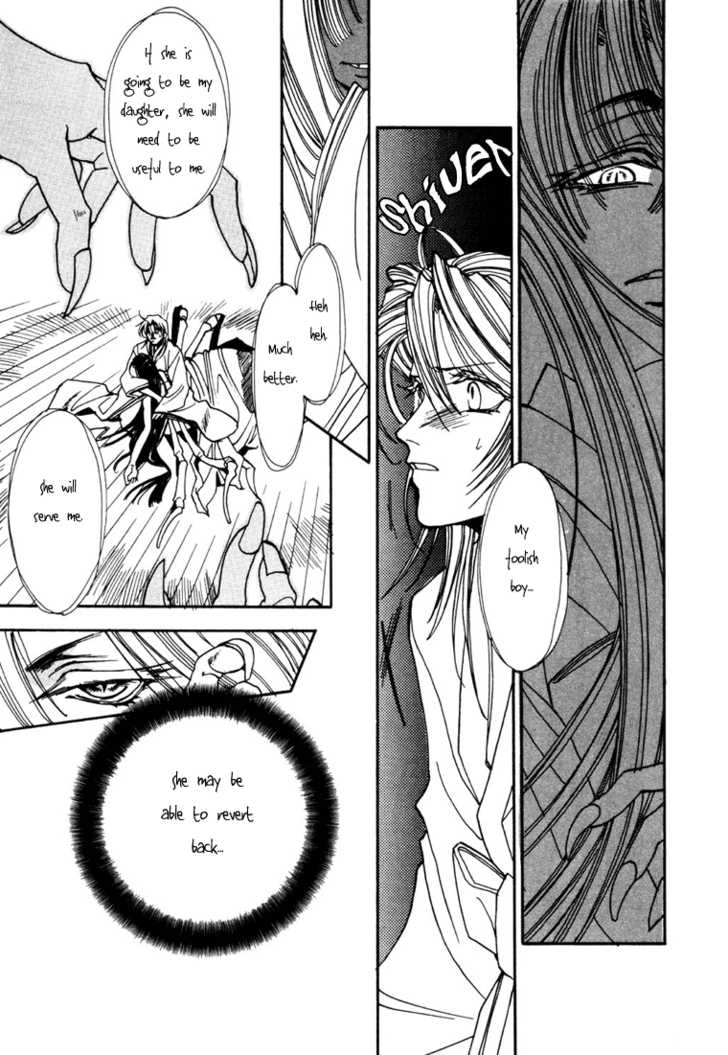 Shiver
My
foolish
boy...
Heh
heh.
Much
better.
If she is
going to be my
daughter, she will
need to be
useful to me.
she will
serve me.
she may be
able to revert
back...